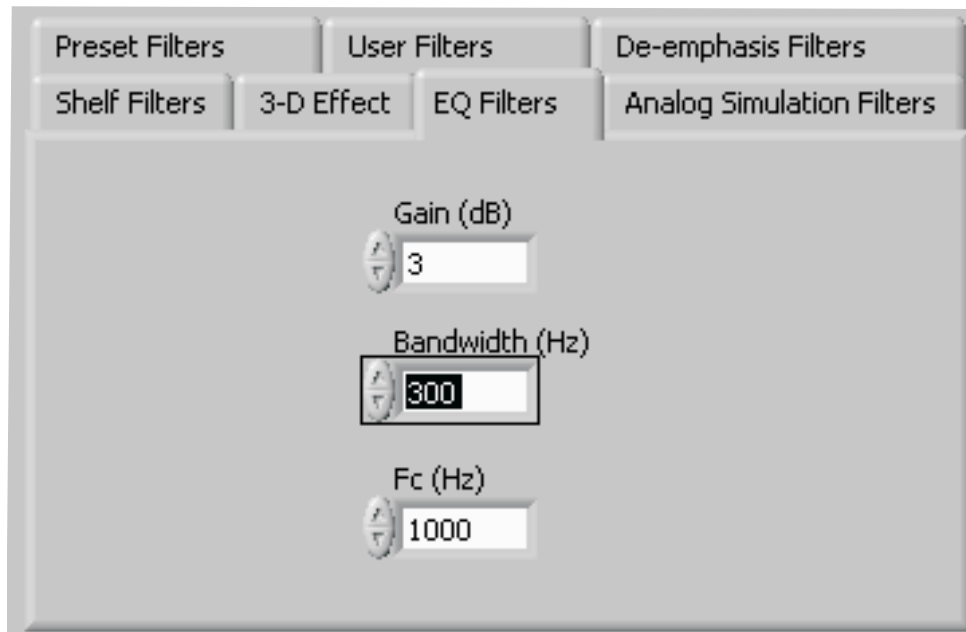 Preset Filters User Filters De-emphasis Filters
Shelf Filters 3-D Effect EQ Filters Analog Simulation Filters
Gain (dB)
3
Bandwidth (Hz)
300
Fc (Hz)
1000